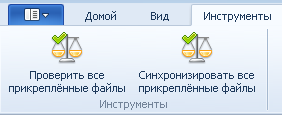 Домой Вид Инструменты
Проверить все прикреплённые файлы
Синхронизировать все прикреплённые файлы
Инструменты